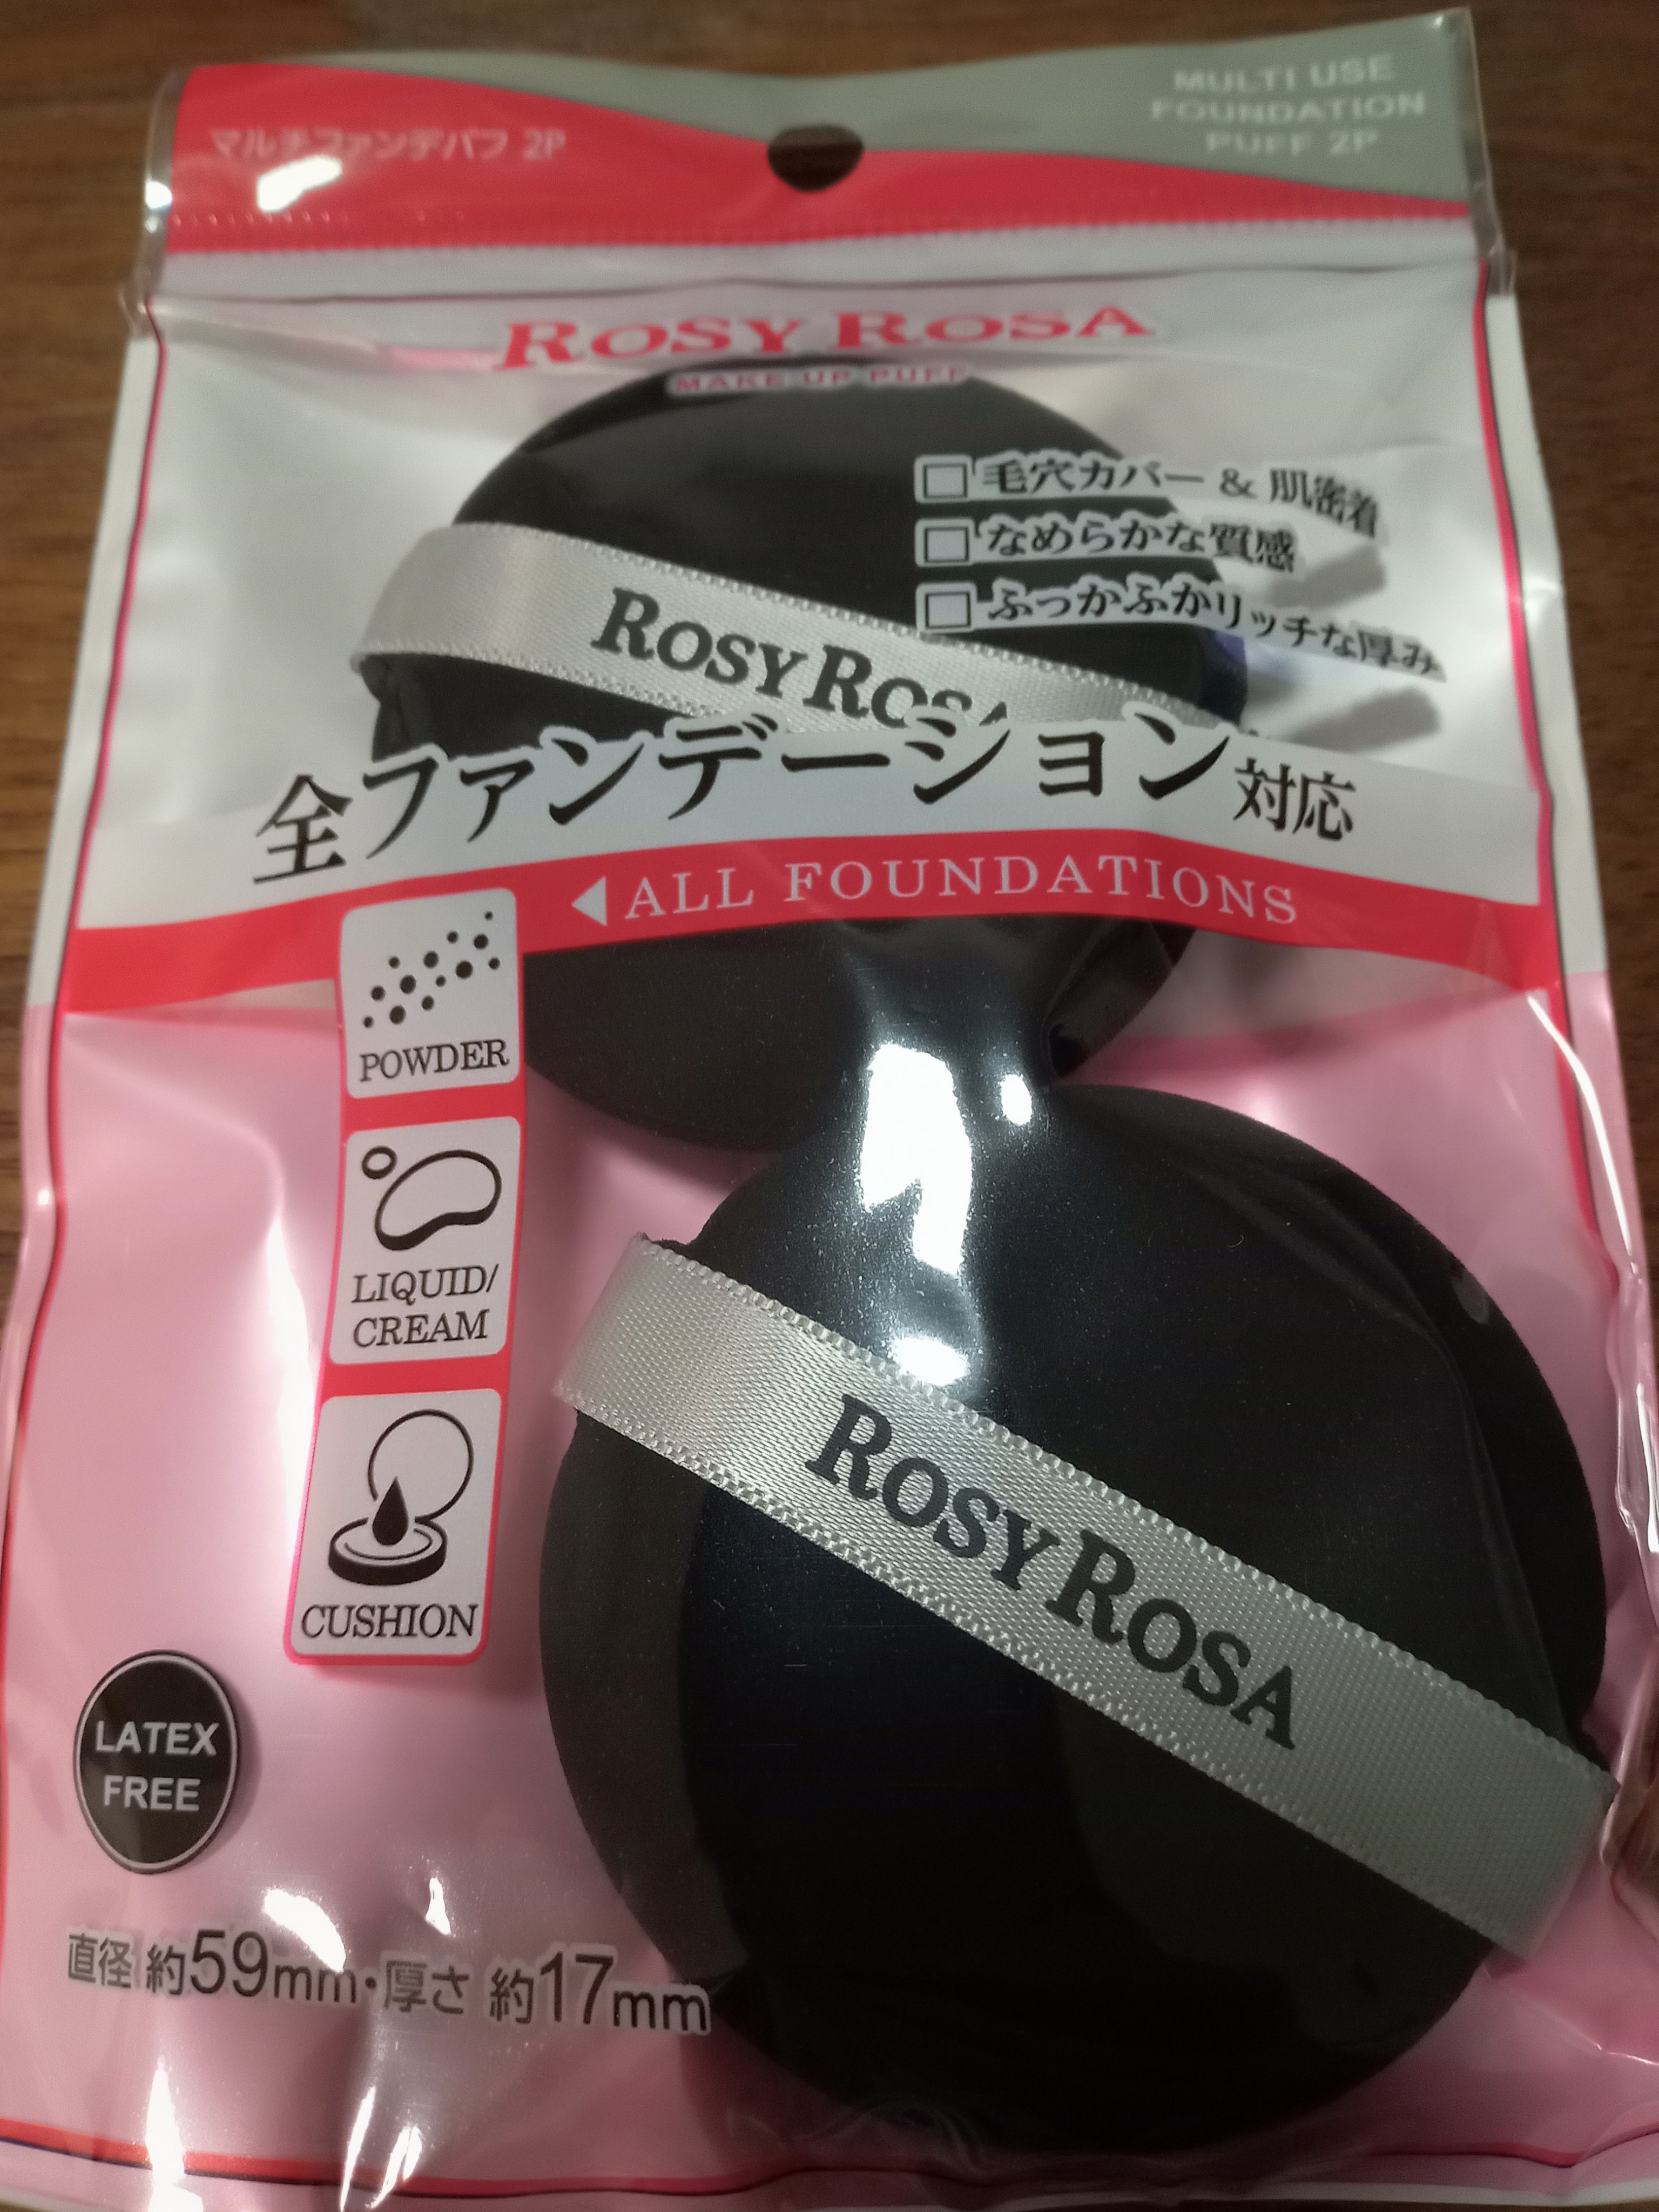 マルチファンデパフ 2P
MULTI USE
FOUNDATION
PUFF 2P
ROSY ROSA
MAKE UP PUFF
□毛穴カバー & 肌密着
□なめらかな質感
□ふっかふかリッチな厚み
ROSY ROSA
全ファンデーション対応
◀ALL FOUNDATIONS
POWDER
LIQUID/
CREAM
CUSHION
ROSY ROSA
LATEX
FREE
直径 約59mm・厚さ 約17mm